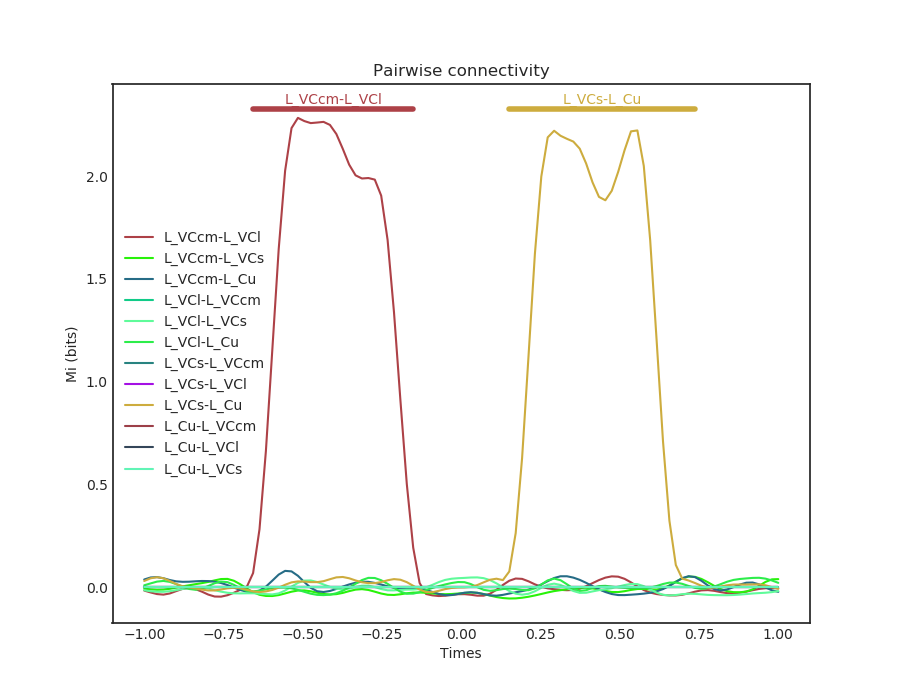 Pairwise connectivity
L_VCcm-L_VCl
L_VCs-L_Cu
Mi (bits)
2.0
1.5
1.0
0.5
0.0
L_VCcm-L_VCl
L_VCcm-L_VCs
L_VCcm-L_Cu
L_VCl-L_VCcm
L_VCl-L_VCs
L_VCl-L_Cu
L_VCs-L_VCcm
L_VCs-L_VCl
L_VCs-L_Cu
L_Cu-L_VCcm
L_Cu-L_VCl
L_Cu-L_VCs
−1.00 −0.75 −0.50 −0.25 0.00 0.25 0.50 0.75 1.00
Times